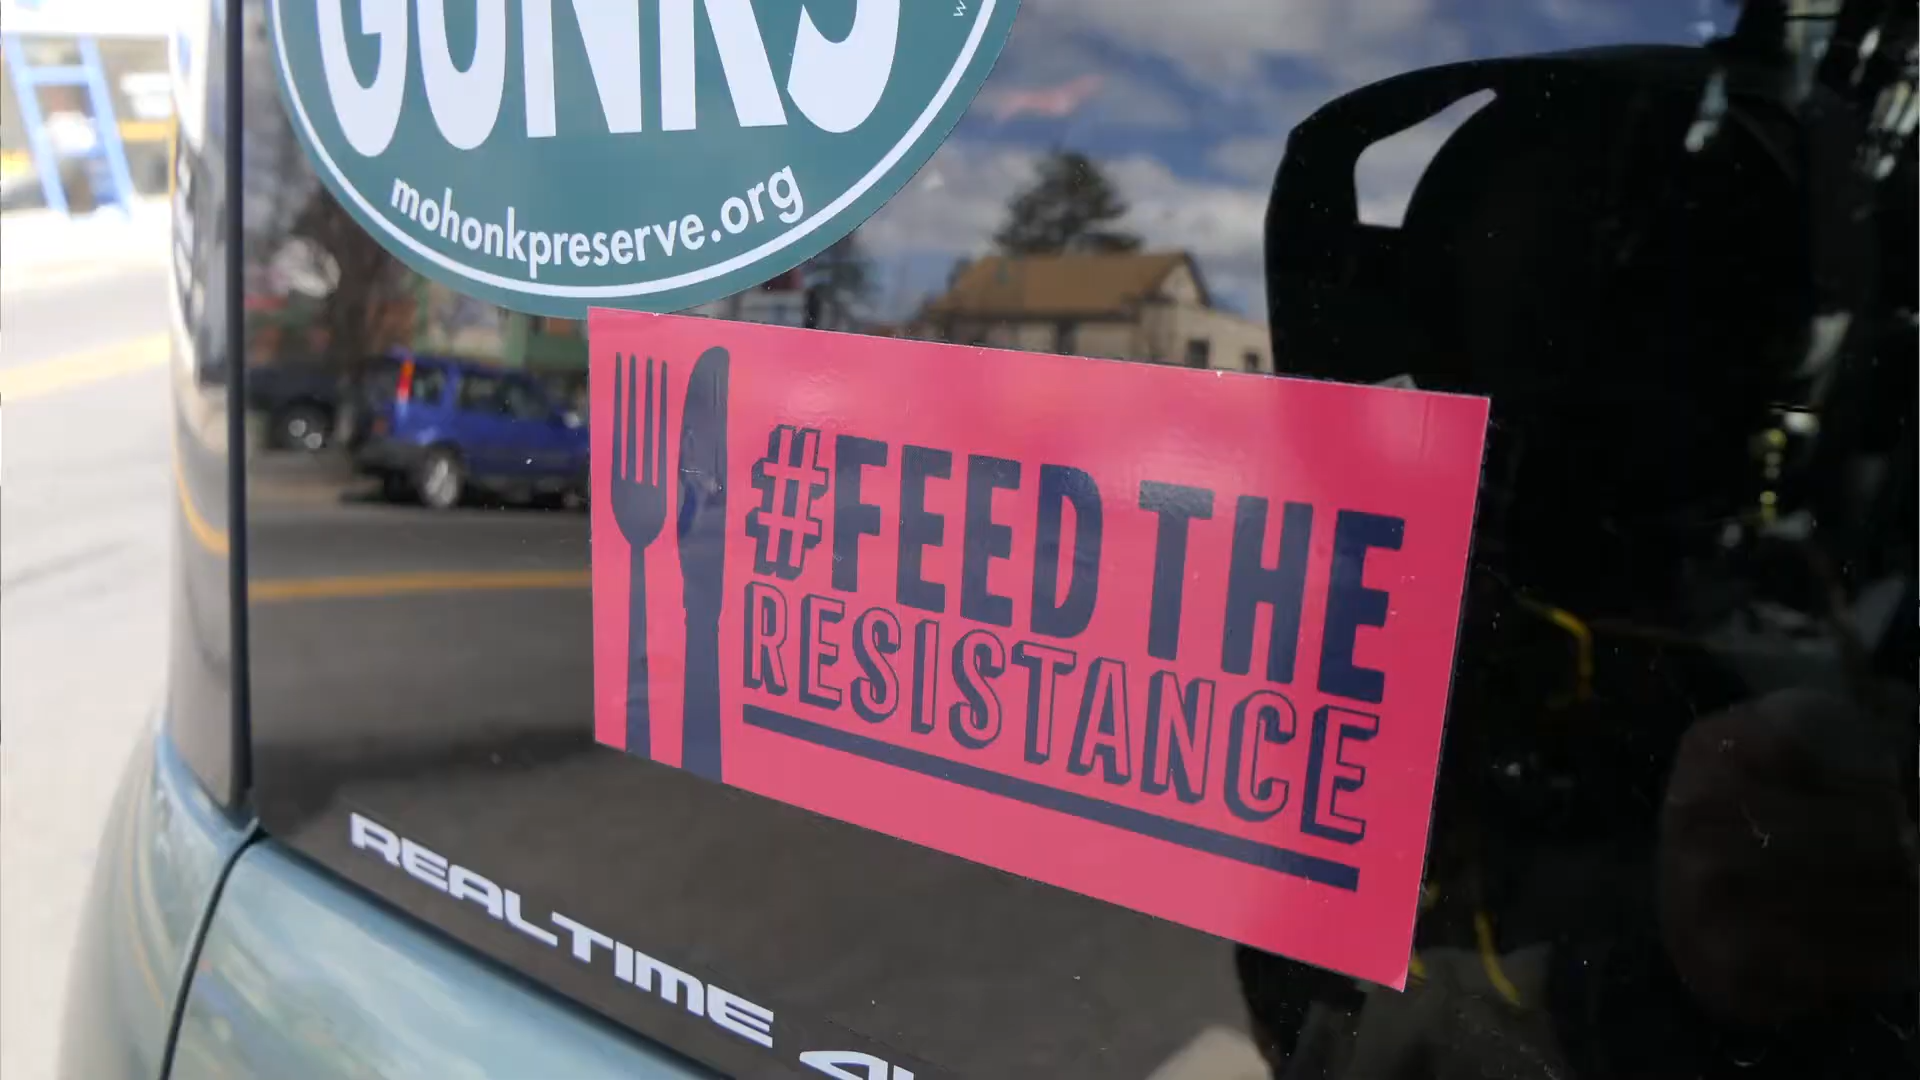 GUNKS
mohonkpreserve.org
#FEED THE
RESISTANCE
REALTIME